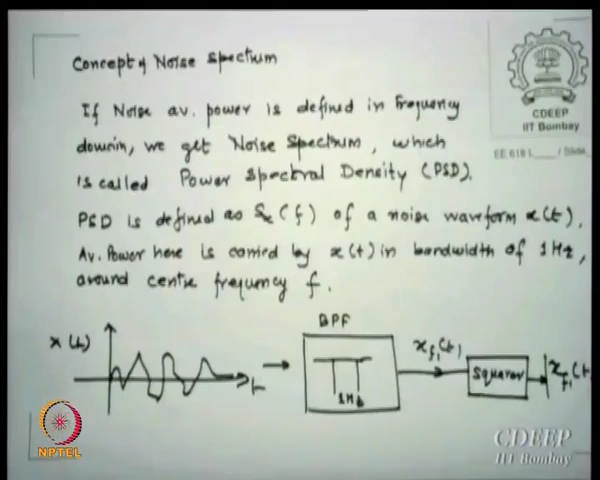 Concept of Noise Spectrum
CDEEP
IIT Bombay
EE 618 L____ / Slide
If Noise av. power is defined in Frequency
domain, we get Noise Spectrum, which
is called Power Spectral Density (PSD).
PSD is defined as Sx(f) of a noise waveform x(t).
Av. Power here is carried by x(t) in bandwidth of 1Hz,
around centre frequency f.
BPF
x(t)
t
1Hz
xf1(t)
Squarer
xf1(t
NPTEL
CDEEP
IIT Bombay